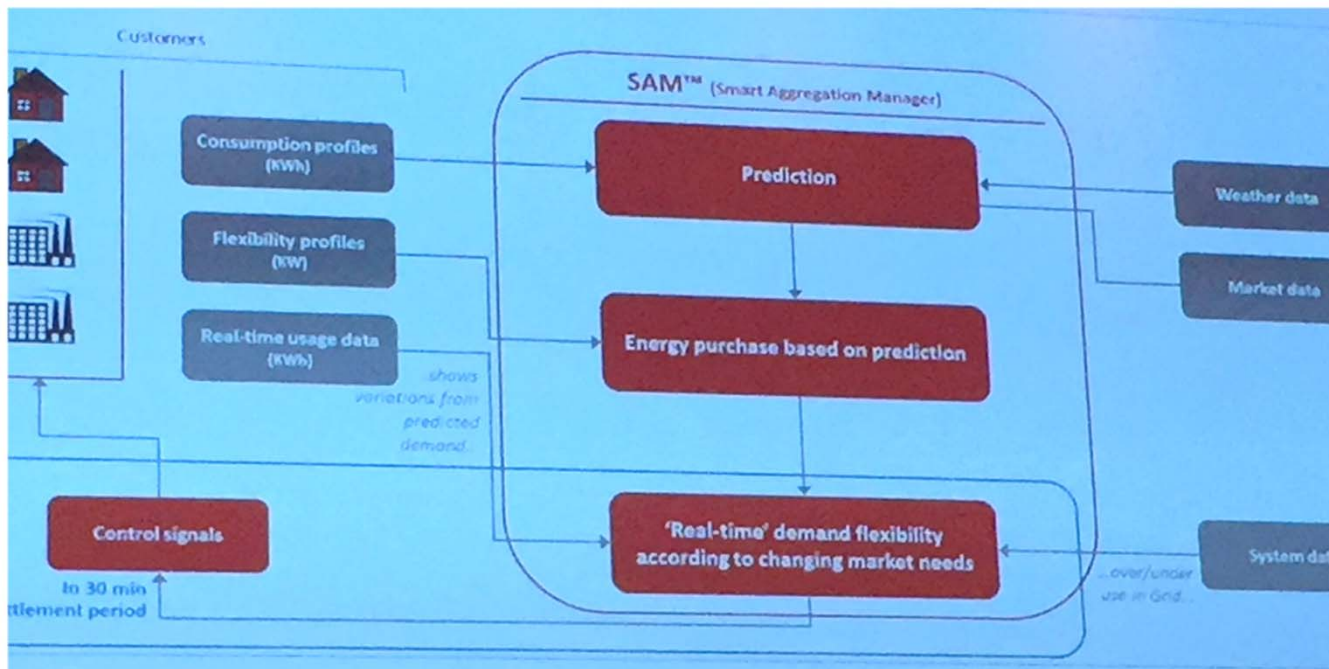 Customers
SAM™ (Smart Aggregation Manager)
Consumption profiles
(KWh)
Prediction
Weather data
Flexibility profiles
(KW)
Market data
Real-time usage data
(KWh)
Energy purchase based on prediction
..shows
variations from
predicted
demand..
Control signals
'Real-time' demand flexibility
according to changing market needs
System dat
...over/under
use in Grid...
In 30 min
ttlement period